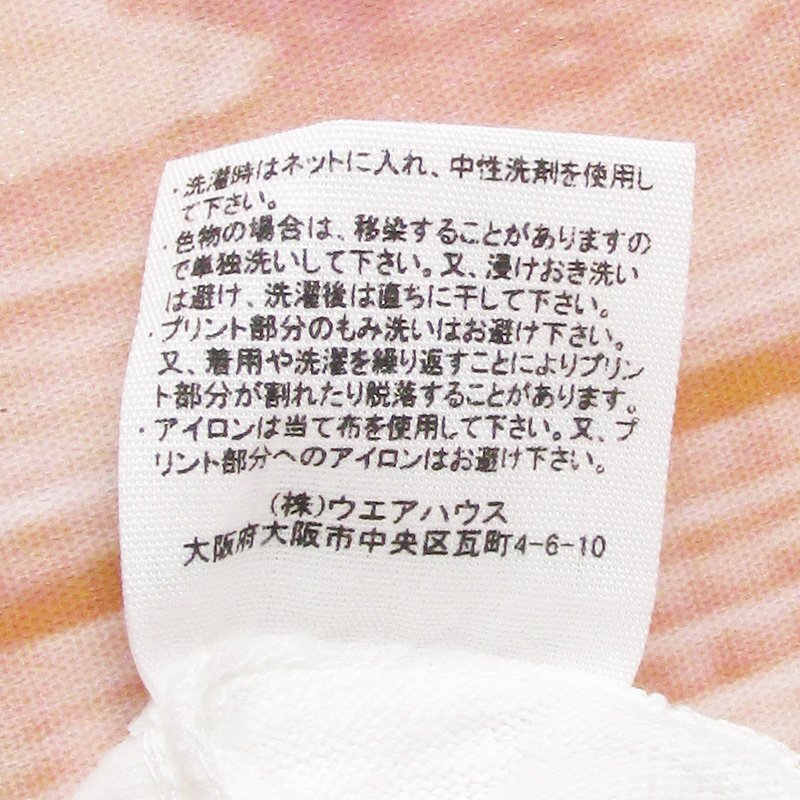 ・洗濯時はネットに入れ、中性洗剤を使用し
て下さい。
・色物の場合は、移染することがありますの
で単独洗いして下さい。又、浸けおき洗い
は避け、洗濯後は直ちに干して下さい。
・プリント部分のもみ洗いはお避け下さい。
又、着用や洗濯を繰り返すことによりプリン
ト部分が割れたり脱落することがあります。
・アイロンは当て布を使用して下さい。又、プ
リント部分へのアイロンはお避け下さい。
(株)ウエアハウス
大阪府大阪市中央区瓦町4-6-10